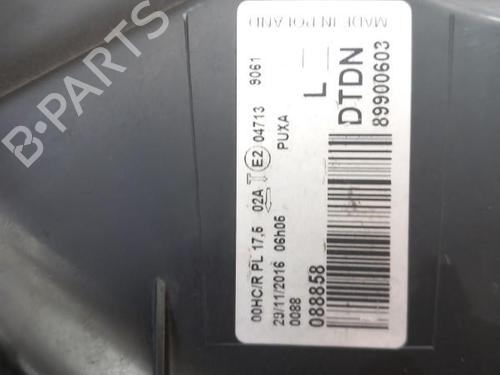 B-PARTS
MADE IN POLAND
00HC/R PL 17,5 02A E2 04713 9061
29/11/2016 06h06 PUXA
0088
L
088858
DTDN
89900603